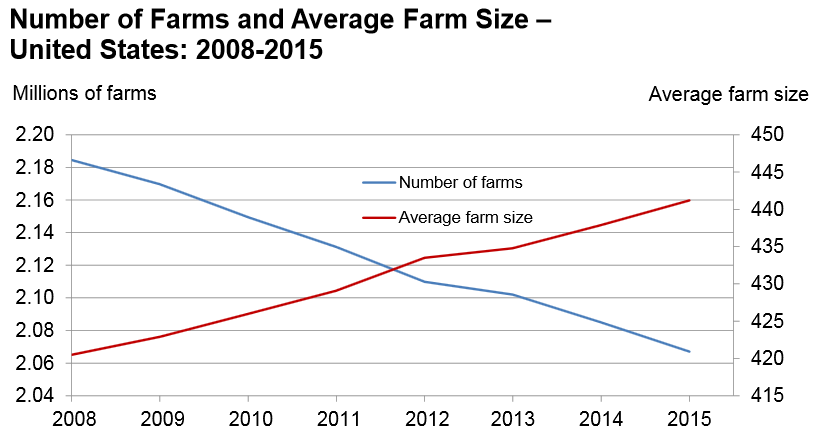 Number of Farms and Average Farm Size –
United States: 2008-2015
Millions of farms
Average farm size
2.20
2.18
2.16
2.14
2.12
2.10
2.08
2.06
2.04
450
445
440
435
430
425
420
415
Number of farms
Average farm size
2008 2009 2010 2011 2012 2013 2014 2015